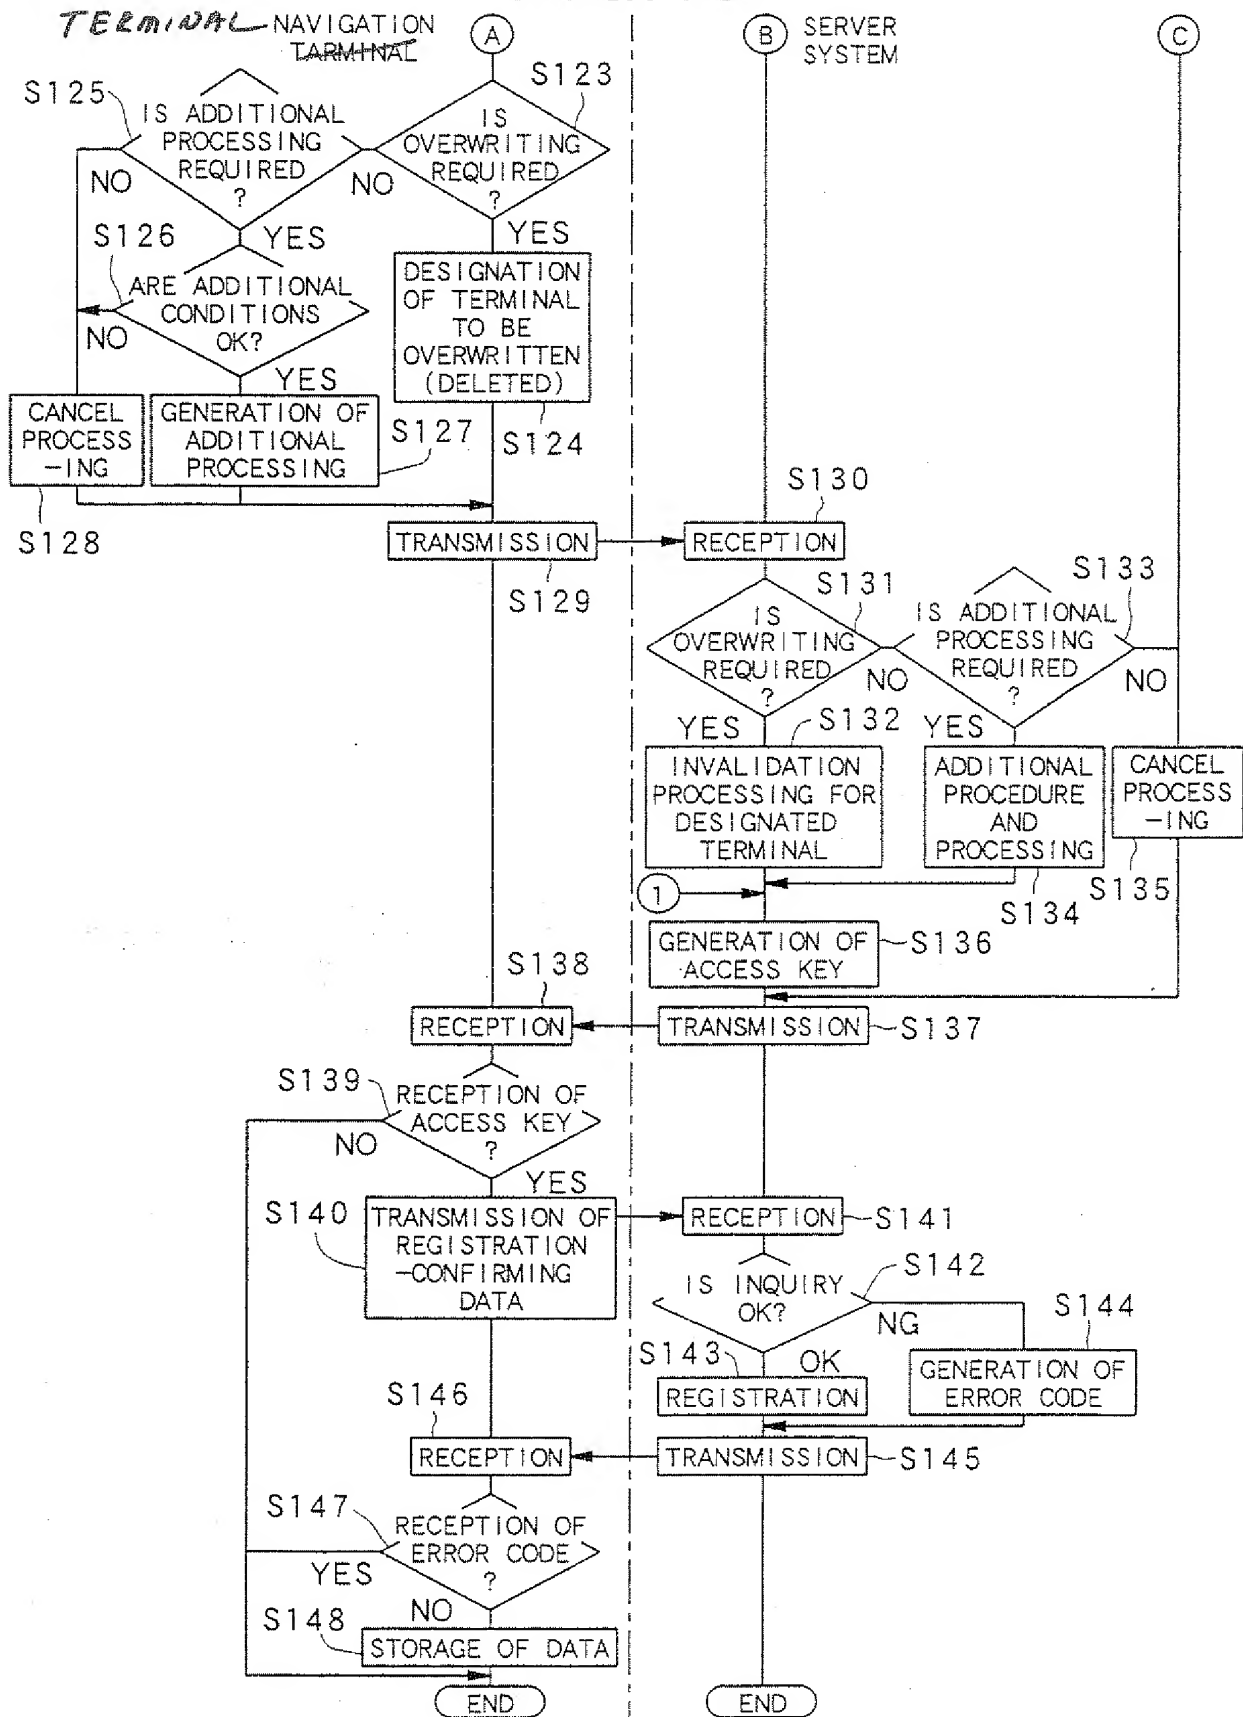 TERMINAL NAVIGATION
TARMINAL
A
B
SERVER
SYSTEM
C
S123
S125
IS ADDITIONAL
PROCESSING
REQUIRED
?
NO
IS
OVERWRITING
REQUIRED
?
NO
YES
S126
YES
ARE ADDITIONAL
CONDITIONS
OK?
NO
YES
DESIGNATION
OF TERMINAL
TO BE
OVERWRITTEN
(DELETED)
S124
CANCEL
PROCESS
-ING
S128
GENERATION OF
ADDITIONAL
PROCESSING
S127
TRANSMISSION
S129
S130
RECEPTION
S131
IS
OVERWRITING
REQUIRED
?
NO
YES
S133
IS ADDITIONAL
PROCESSING
REQUIRED
?
NO
YES
S132
INVALIDATION
PROCESSING FOR
DESIGNATED
TERMINAL
ADDITIONAL
PROCEDURE
AND
PROCESSING
S134
CANCEL
PROCESS
-ING
S135
1
GENERATION OF
ACCESS KEY
S136
S138
RECEPTION
TRANSMISSION
S137
S139
RECEPTION OF
ACCESS KEY
?
NO
YES
S140
TRANSMISSION OF
REGISTRATION
-CONFIRMING
DATA
RECEPTION
S141
IS INQUIRY
OK?
S142
NG
OK
S143
REGISTRATION
S144
GENERATION OF
ERROR CODE
S146
RECEPTION
TRANSMISSION
S145
S147
RECEPTION OF
ERROR CODE
?
YES
NO
S148
STORAGE OF DATA
END
END